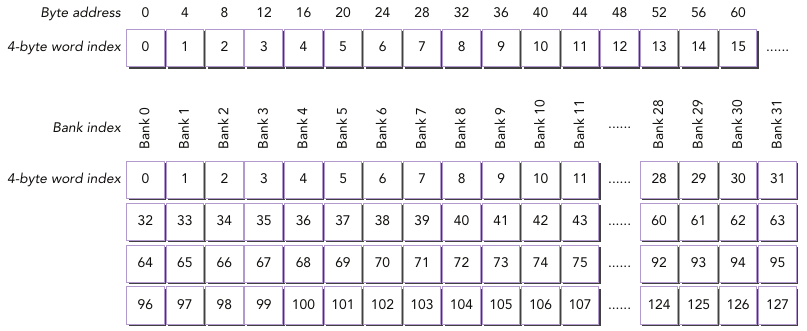 Byte address 0 4 8 12 16 20 24 28 32 36 40 44 48 52 56 60
4-byte word index 0 1 2 3 4 5 6 7 8 9 10 11 12 13 14 15 ......
Bank index Bank 0 Bank 1 Bank 2 Bank 3 Bank 4 Bank 5 Bank 6 Bank 7 Bank 8 Bank 9 Bank 10 Bank 11 ...... Bank 28 Bank 29 Bank 30 Bank 31
4-byte word index 0 1 2 3 4 5 6 7 8 9 10 11 ...... 28 29 30 31
32 33 34 35 36 37 38 39 40 41 42 43 ...... 60 61 62 63
64 65 66 67 68 69 70 71 72 73 74 75 ...... 92 93 94 95
96 97 98 99 100 101 102 103 104 105 106 107 ...... 124 125 126 127